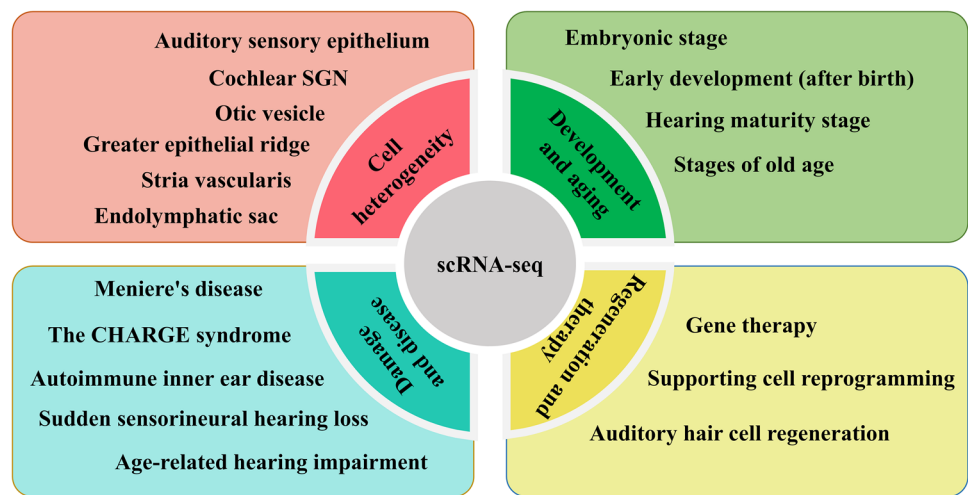 Auditory sensory epithelium
Cochlear SGN
Otic vesicle
Greater epithelial ridge
Stria vascularis
Endolymphatic sac
Cell
heterogeneity
Embryonic stage
Early development (after birth)
Hearing maturity stage
Stages of old age
Development
and aging
scRNA-seq
Meniere's disease
The CHARGE syndrome
Autoimmune inner ear disease
Sudden sensorineural hearing loss
Age-related hearing impairment
Damage
and disease
Regeneration and
therapy
Gene therapy
Supporting cell reprogramming
Auditory hair cell regeneration